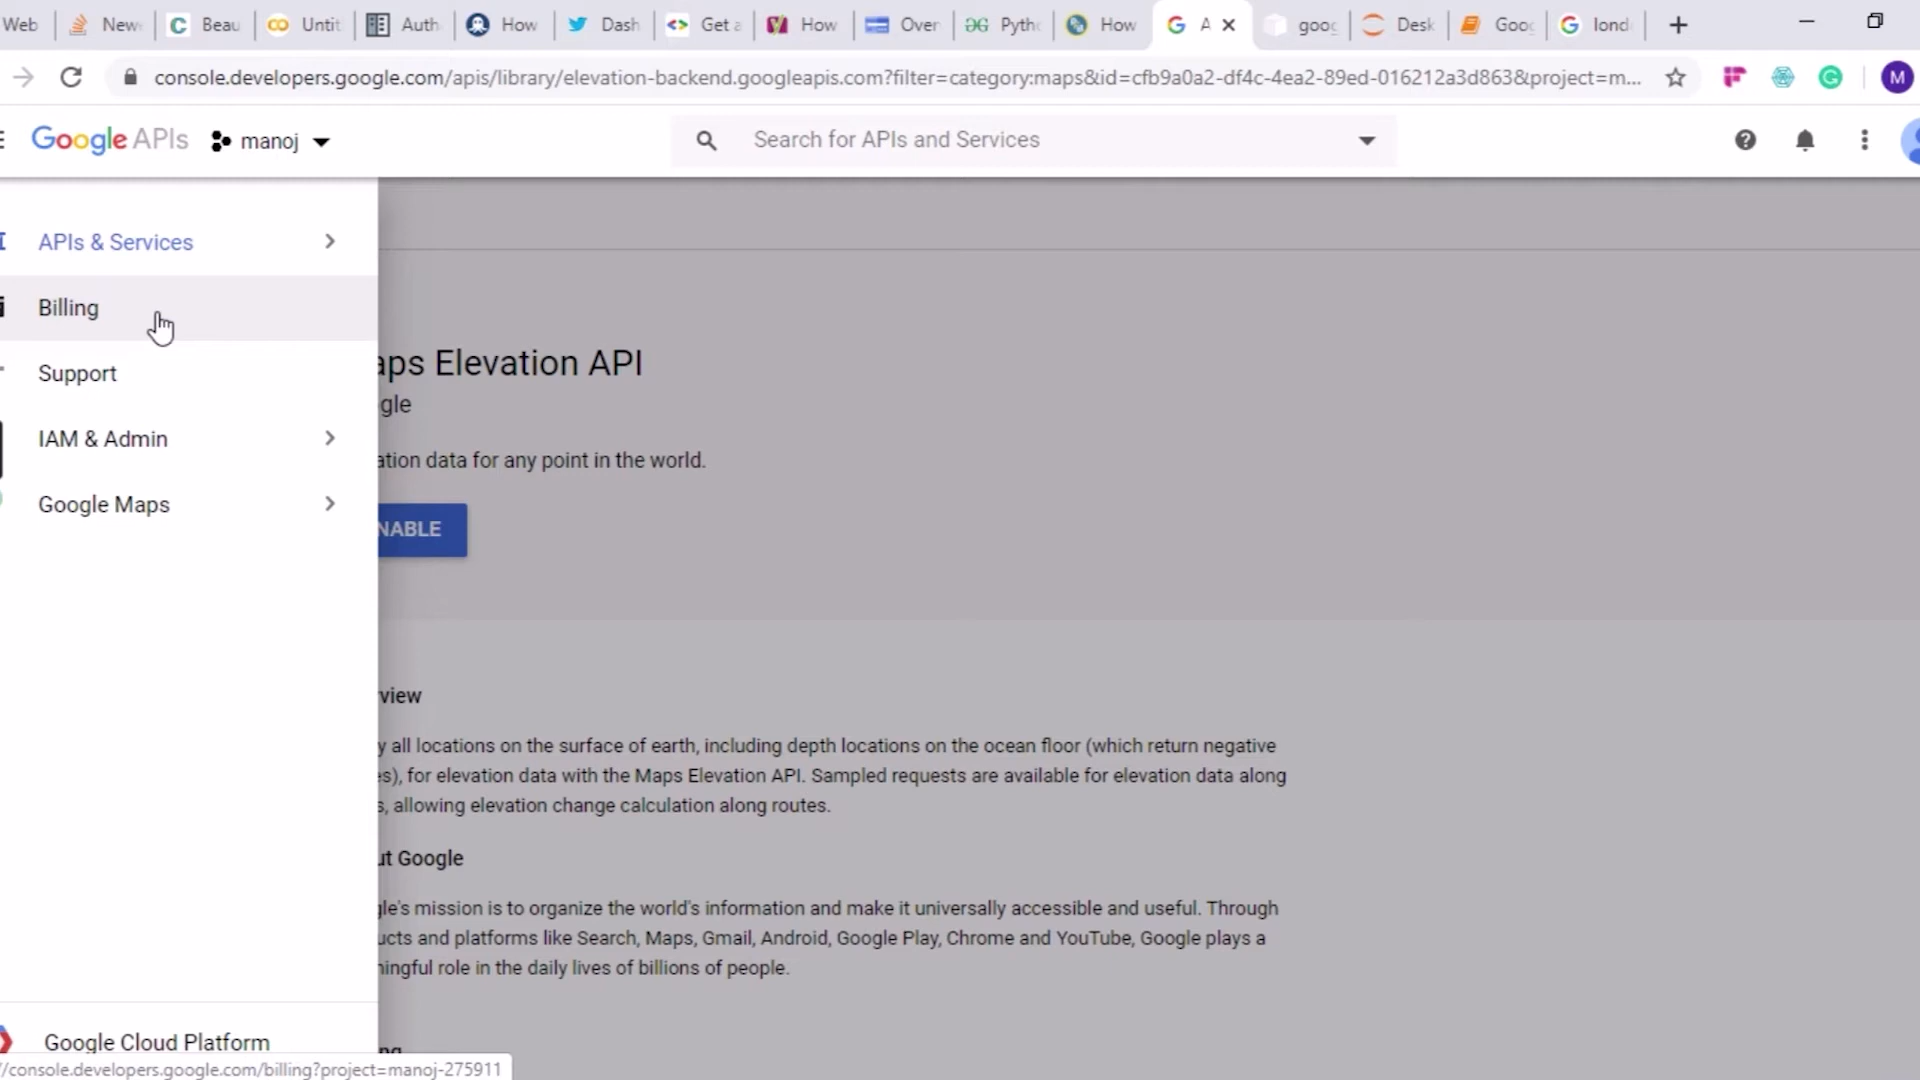 Web New Beau Untit Auth How Dash Get a How Over Pytho How A goog Desk Goog lond
console.developers.google.com/apis/library/elevation-backend.googleapis.com?filter=category:maps&id=cfb9a0a2-df4c-4ea2-89ed-016212a3d863&project=m...
M
Google APIs manoj Search for APIs and Services
APIs & Services
Billing
Support
IAM & Admin
Google Maps
aps Elevation API
gle
ation data for any point in the world.
NABLE
rview
y all locations on the surface of earth, including depth locations on the ocean floor (which return negative
es), for elevation data with the Maps Elevation API. Sampled requests are available for elevation data along
s, allowing elevation change calculation along routes.
ut Google
gle's mission is to organize the world's information and make it universally accessible and useful. Through
ucts and platforms like Search, Maps, Gmail, Android, Google Play, Chrome and YouTube, Google plays a
ningful role in the daily lives of billions of people.
Google Cloud Platform
/console.developers.google.com/billing?project=manoj-275911